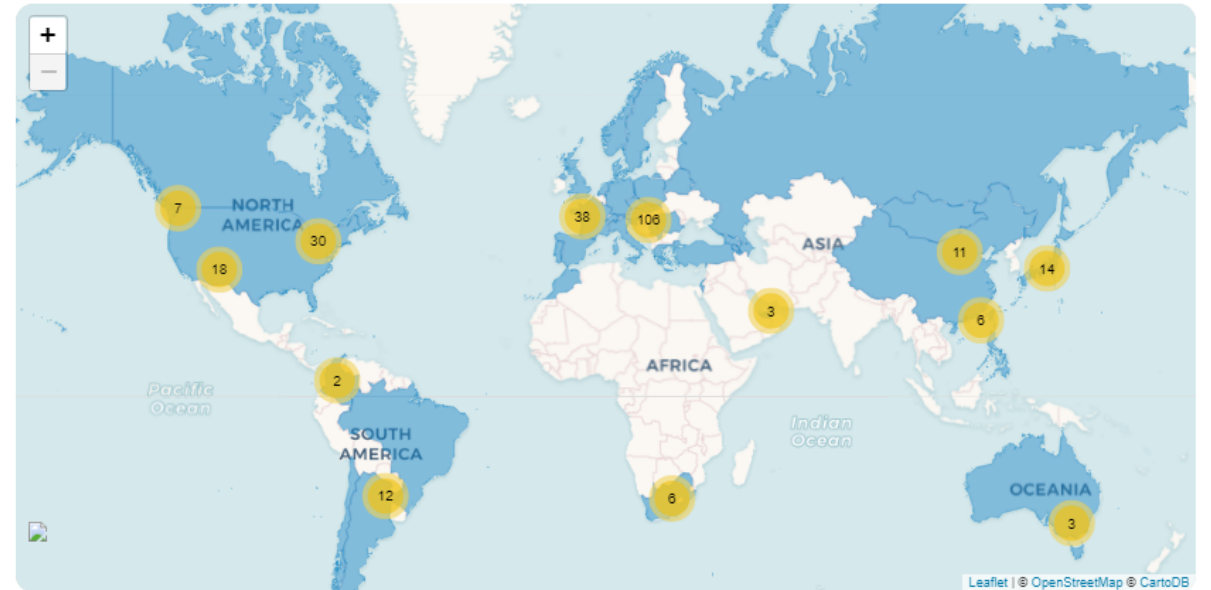 +
−
7
NORTH
AMERICA
30
18
38
106
ASIA
11
14
3
6
AFRICA
2
Pacific
Ocean
Indian
Ocean
SOUTH
AMERICA
12
6
OCEANIA
3
Leaflet | © OpenStreetMap © CartoDB